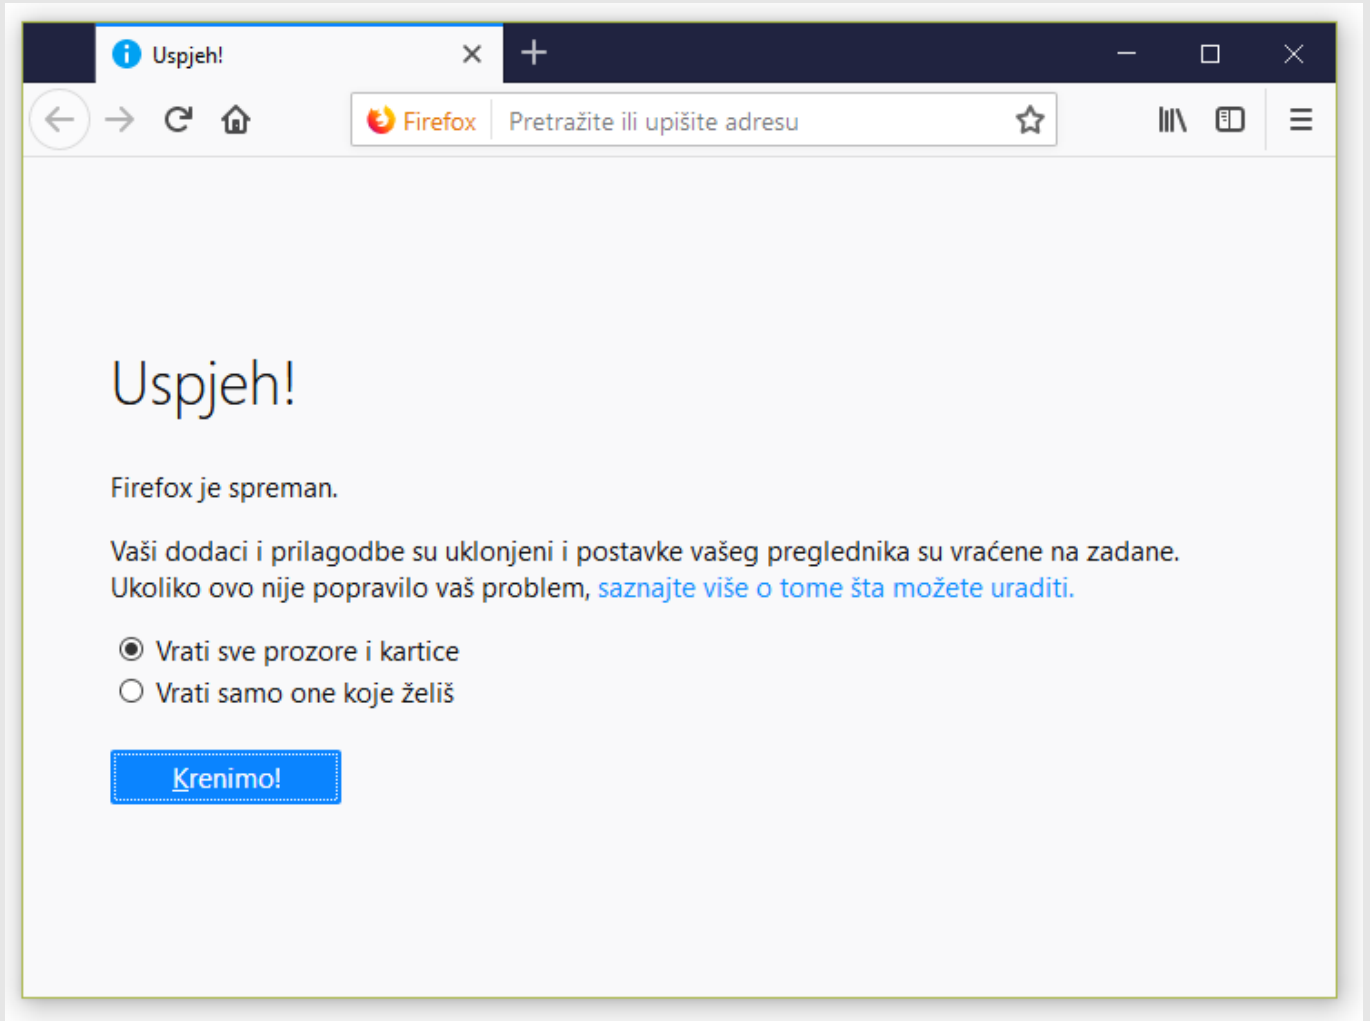 Uspjeh!
Firefox Pretražite ili upišite adresu
Uspjeh!
Firefox je spreman.
Vaši dodaci i prilagodbe su uklonjeni i postavke vašeg preglednika su vraćene na zadane.
Ukoliko ovo nije popravilo vaš problem, saznajte više o tome šta možete uraditi.
Vrati sve prozore i kartice
Vrati samo one koje želiš
Krenimo!